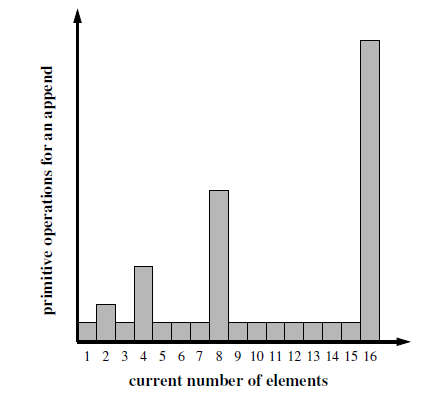 primitive operations for an append
1 2 3 4 5 6 7 8 9 10 11 12 13 14 15 16
current number of elements